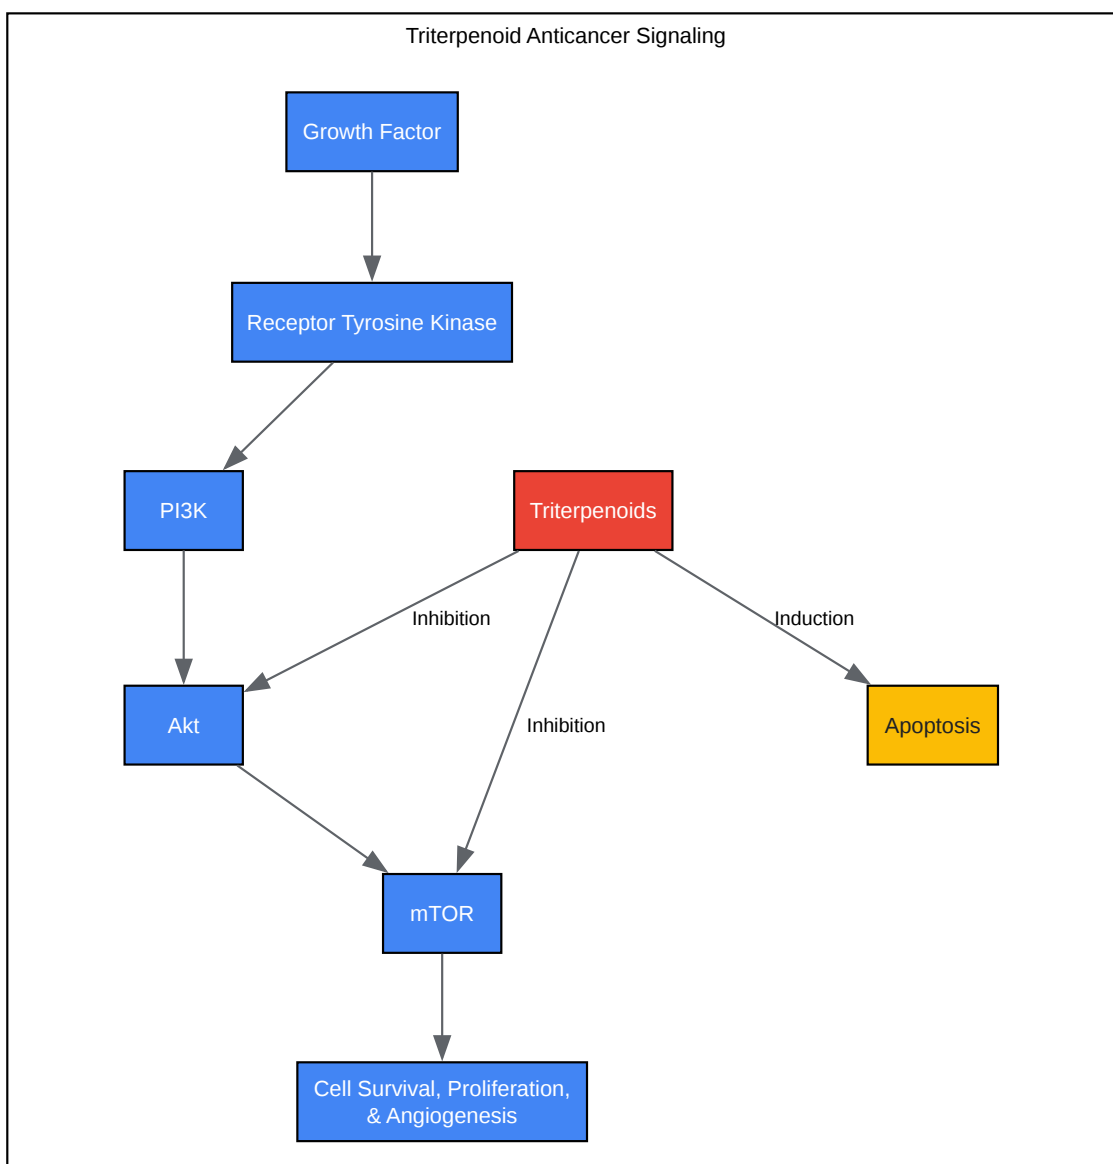 Triterpenoid Anticancer Signaling
Growth Factor
Receptor Tyrosine Kinase
PI3K
Triterpenoids
Inhibition
Induction
Akt
Inhibition
Apoptosis
mTOR
Cell Survival, Proliferation,
& Angiogenesis